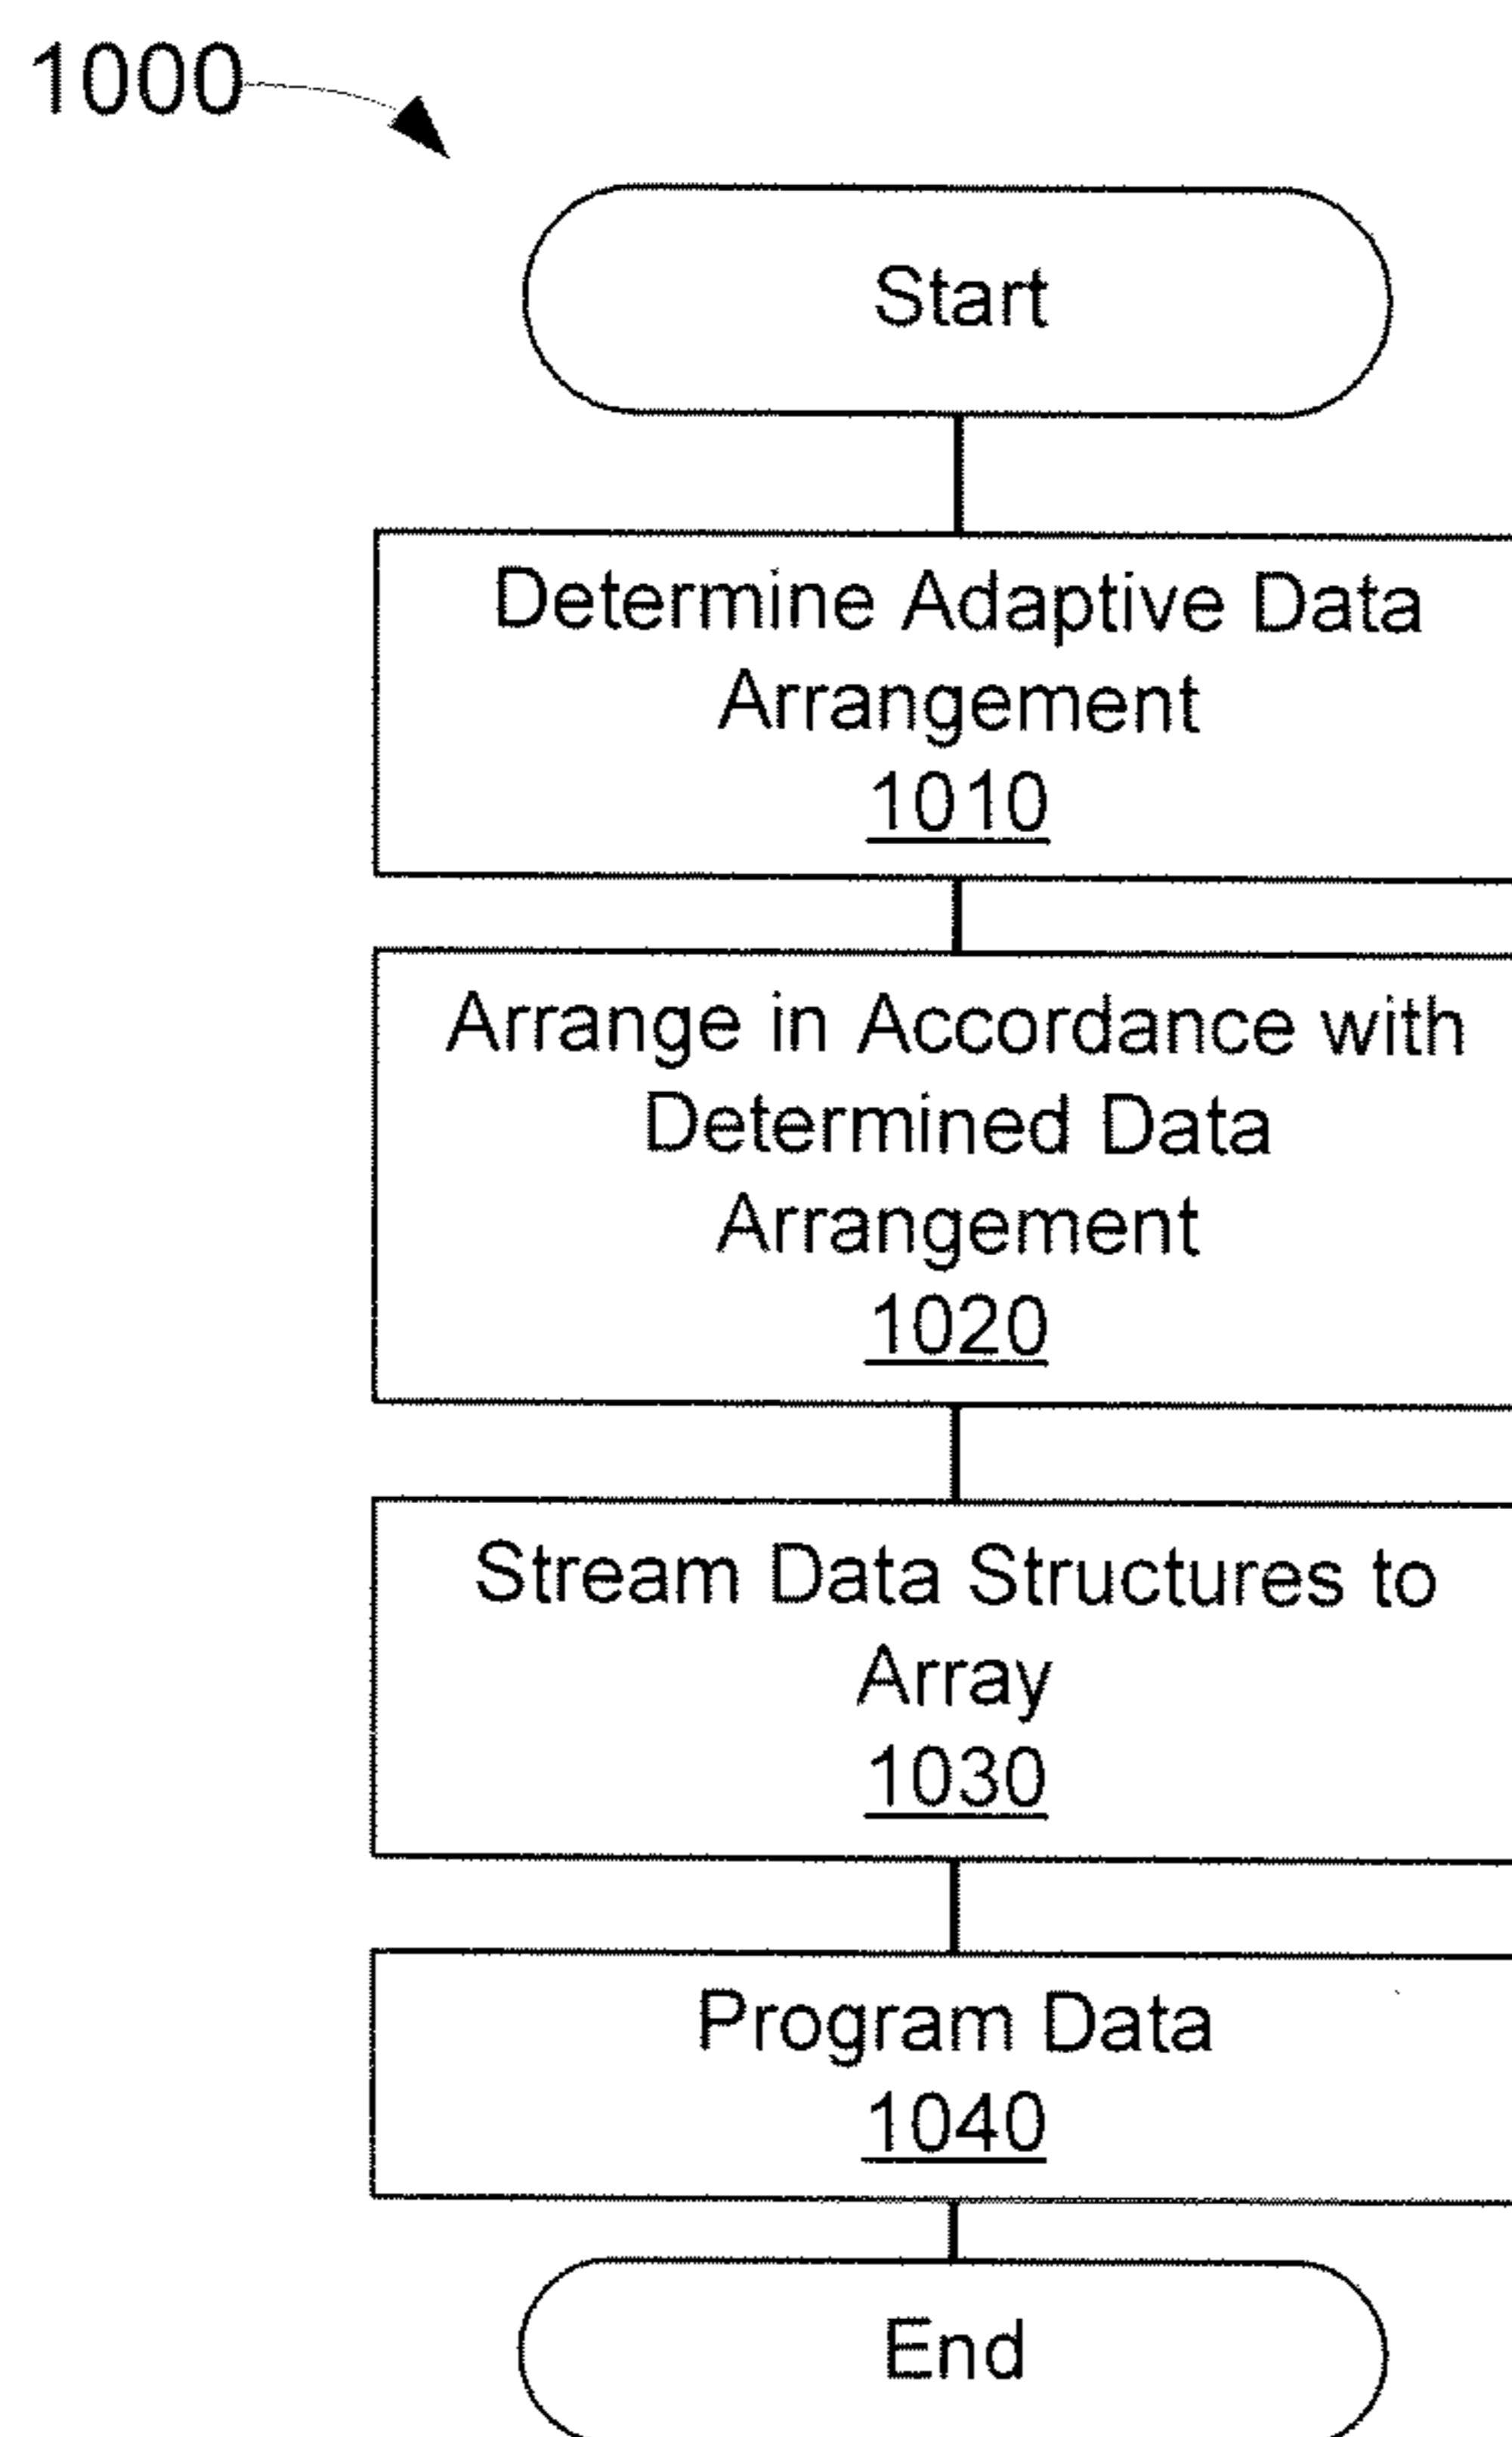 1000
Start
Determine Adaptive Data
Arrangement
1010
Arrange in Accordance with
Determined Data
Arrangement
1020
Stream Data Structures to
Array
1030
Program Data
1040
End